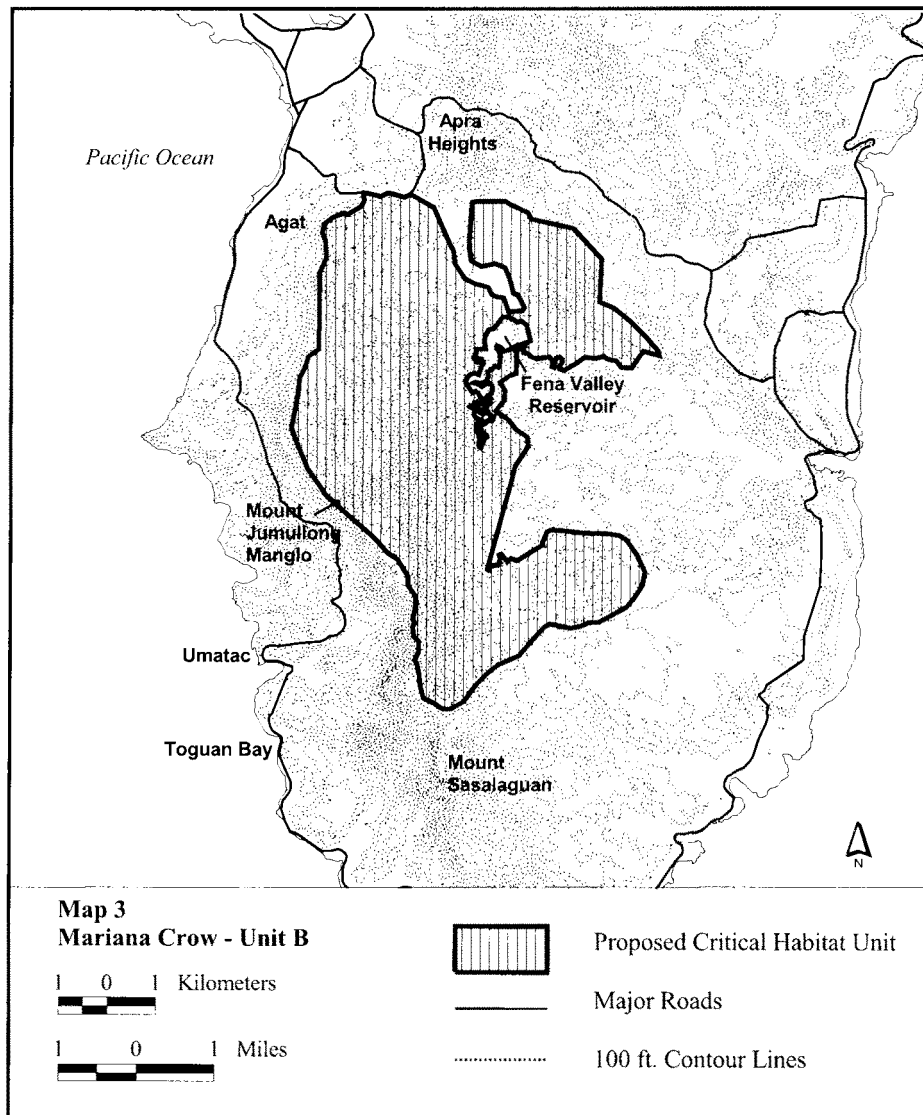 Pacific Ocean
Apra
Heights
Agat
Fena Valley
Reservoir
Mount
Jumullong
Manglo
Umatac
Toguan Bay
Mount
Sasalaguan
N
Map 3
Mariana Crow - Unit B
1 0 1 Kilometers
1 0 1 Miles
Proposed Critical Habitat Unit
Major Roads
100 ft. Contour Lines